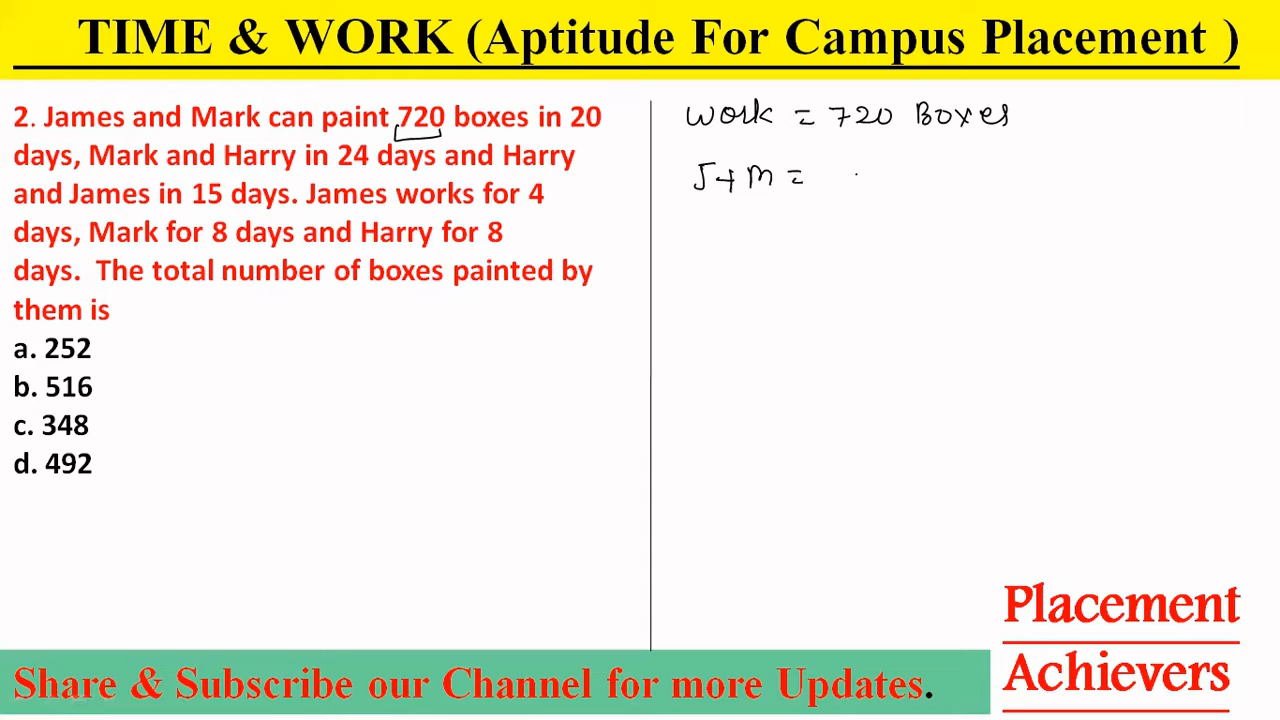 TIME & WORK (Aptitude For Campus Placement )
2. James and Mark can paint 720 boxes in 20
days, Mark and Harry in 24 days and Harry
and James in 15 days. James works for 4
days, Mark for 8 days and Harry for 8
days. The total number of boxes painted by
them is
a. 252
b. 516
c. 348
d. 492
Work = 720 Boxes
J+M =
Placement
Achievers
Share & Subscribe our Channel for more Updates.